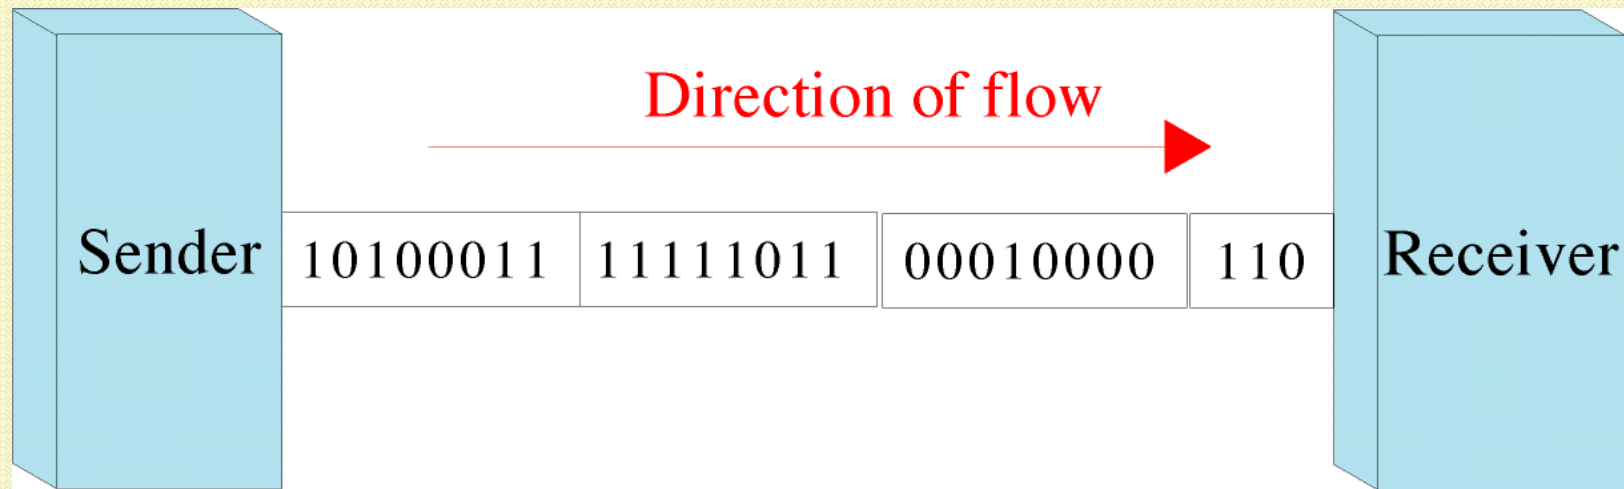 Direction of flow
Sender 10100011 11111011 00010000 110 Receiver